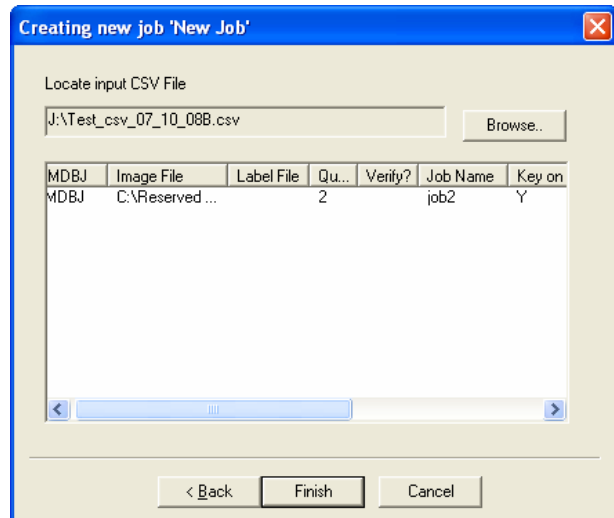 Creating new job 'New Job'
Locate input CSV File
J:\Test_csv_07_10_08B.csv
Browse..
MDBJ Image File Label File Qu... Verify? Job Name Key on
MDBJ C:\Reserved ... 2 job2 Y
< Back Finish Cancel